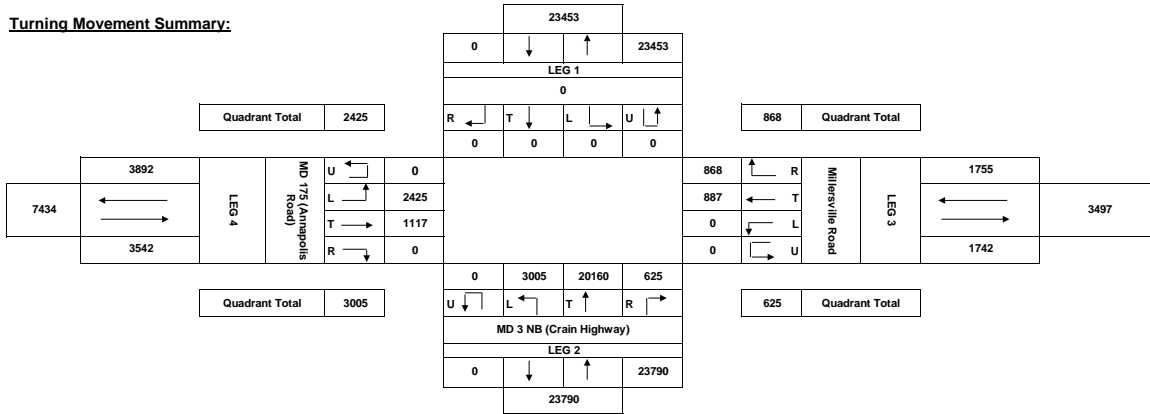 Turning Movement Summary:
23453
0 23453
LEG 1
0
Quadrant Total 2425
R T L U
868 Quadrant Total
0 0 0 0
3892
U 0
868 R
1755
7434
LEG 4
MD 175 (Annapolis Road)
L 2425
887 T
Millersville Road
LEG 3
3497
T 1117
0 L
3542
R 0
0 U
1742
0 3005 20160 625
Quadrant Total 3005
U L T R
625 Quadrant Total
MD 3 NB (Crain Highway)
LEG 2
0 23790
23790